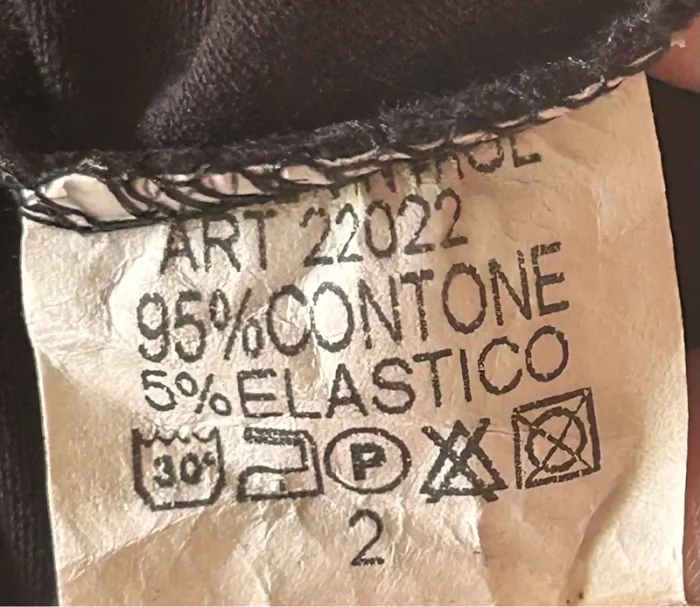 ART 22022
95%CONTONE
5%ELASTICO
30° P
2